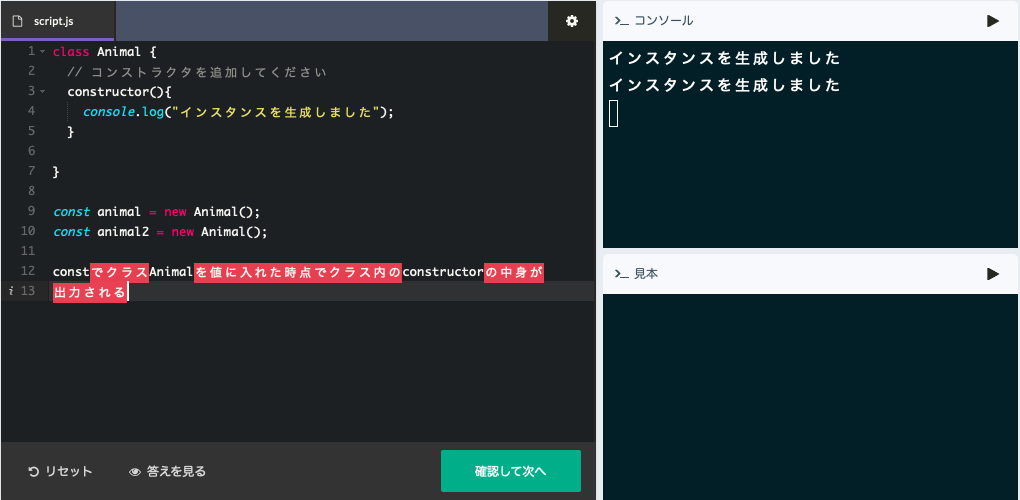 script.js
1 class Animal {
2 // コンストラクタを追加してください
3 constructor(){
4 console.log("インスタンスを生成しました");
5 }
6
7 }
8
9 const animal = new Animal();
10 const animal2 = new Animal();
11
12 constでクラスAnimalを値に入れた時点でクラス内のconstructorの中身が
i 13 出力される
リセット
答えを見る
確認して次へ
>_ コンソール
インスタンスを生成しました
インスタンスを生成しました
>_ 見本